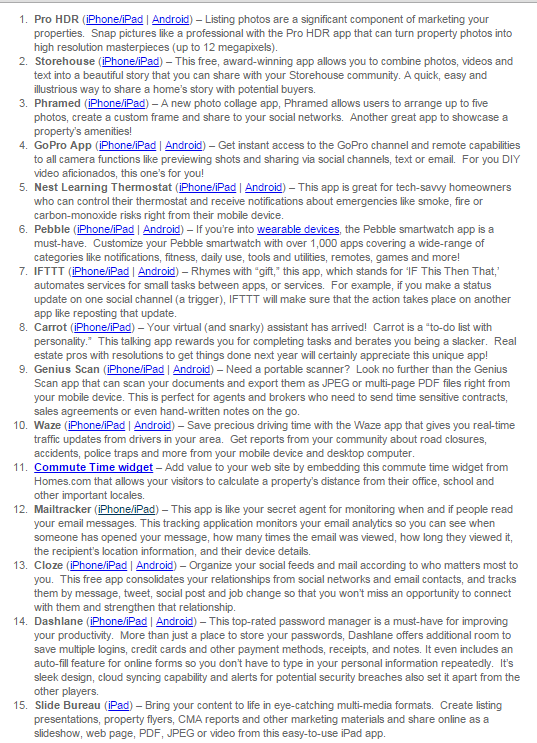 1. Pro HDR (iPhone/iPad | Android) – Listing photos are a significant component of marketing your
properties. Snap pictures like a professional with the Pro HDR app that can turn property photos into
high resolution masterpieces (up to 12 megapixels).
2. Storehouse (iPhone/iPad) – This free, award-winning app allows you to combine photos, videos and
text into a beautiful story that you can share with your Storehouse community. A quick, easy and
illustrious way to share a home's story with potential buyers.
3. Phramed (iPhone/iPad) – A new photo collage app, Phramed allows users to arrange up to five
photos, create a custom frame and share to your social networks. Another great app to showcase a
property's amenities!
4. GoPro App (iPhone/iPad | Android) – Get instant access to the GoPro channel and remote capabilities
to all camera functions like previewing shots and sharing via social channels, text or email. For you DIY
video aficionados, this one's for you!
5. Nest Learning Thermostat (iPhone/iPad | Android) – This app is great for tech-savvy homeowners
who can control their thermostat and receive notifications about emergencies like smoke, fire or
carbon-monoxide risks right from their mobile device.
6. Pebble (iPhone/iPad | Android) – If you're into wearable devices, the Pebble smartwatch app is a
must-have. Customize your Pebble smartwatch with over 1,000 apps covering a wide-range of
categories like notifications, fitness, daily use, tools and utilities, remotes, games and more!
7. IFTTT (iPhone/iPad | Android) – Rhymes with "gift," this app, which stands for 'IF This Then That,'
automates services for small tasks between apps, or services. For example, if you make a status
update on one social channel (a trigger), IFTTT will make sure that the action takes place on another
app like reposting that update.
8. Carrot (iPhone/iPad) – Your virtual (and snarky) assistant has arrived! Carrot is a "to-do list with
personality." This talking app rewards you for completing tasks and berates you being a slacker. Real
estate pros with resolutions to get things done next year will certainly appreciate this unique app!
9. Genius Scan (iPhone/iPad | Android) – Need a portable scanner? Look no further than the Genius
Scan app that can scan your documents and export them as JPEG or multi-page PDF files right from
your mobile device. This is perfect for agents and brokers who need to send time sensitive contracts,
sales agreements or even hand-written notes on the go.
10. Waze (iPhone/iPad | Android) – Save precious driving time with the Waze app that gives you real-time
traffic updates from drivers in your area. Get reports from your community about road closures,
accidents, police traps and more from your mobile device and desktop computer.
11. Commute Time widget – Add value to your web site by embedding this commute time widget from
Homes.com that allows your visitors to calculate a property's distance from their office, school and
other important locales.
12. Mailtracker (iPhone/iPad) – This app is like your secret agent for monitoring when and if people read
your email messages. This tracking application monitors your email analytics so you can see when
someone has opened your message, how many times the email was viewed, how long they viewed it,
the recipient's location information, and their device details.
13. Cloze (iPhone/iPad | Android) – Organize your social feeds and mail according to who matters most to
you. This free app consolidates your relationships from social networks and email contacts, and tracks
them by message, tweet, social post and job change so that you won't miss an opportunity to connect
with them and strengthen that relationship.
14. Dashlane (iPhone/iPad | Android) – This top-rated password manager is a must-have for improving
your productivity. More than just a place to store your passwords, Dashlane offers additional room to
save multiple logins, credit cards and other payment methods, receipts, and notes. It even includes an
auto-fill feature for online forms so you don't have to type in your personal information repeatedly. It's
sleek design, cloud syncing capability and alerts for potential security breaches also set it apart from the
other players.
15. Slide Bureau (iPad) – Bring your content to life in eye-catching multi-media formats. Create listing
presentations, property flyers, CMA reports and other marketing materials and share online as a
slideshow, web page, PDF, JPEG or video from this easy-to-use iPad app.